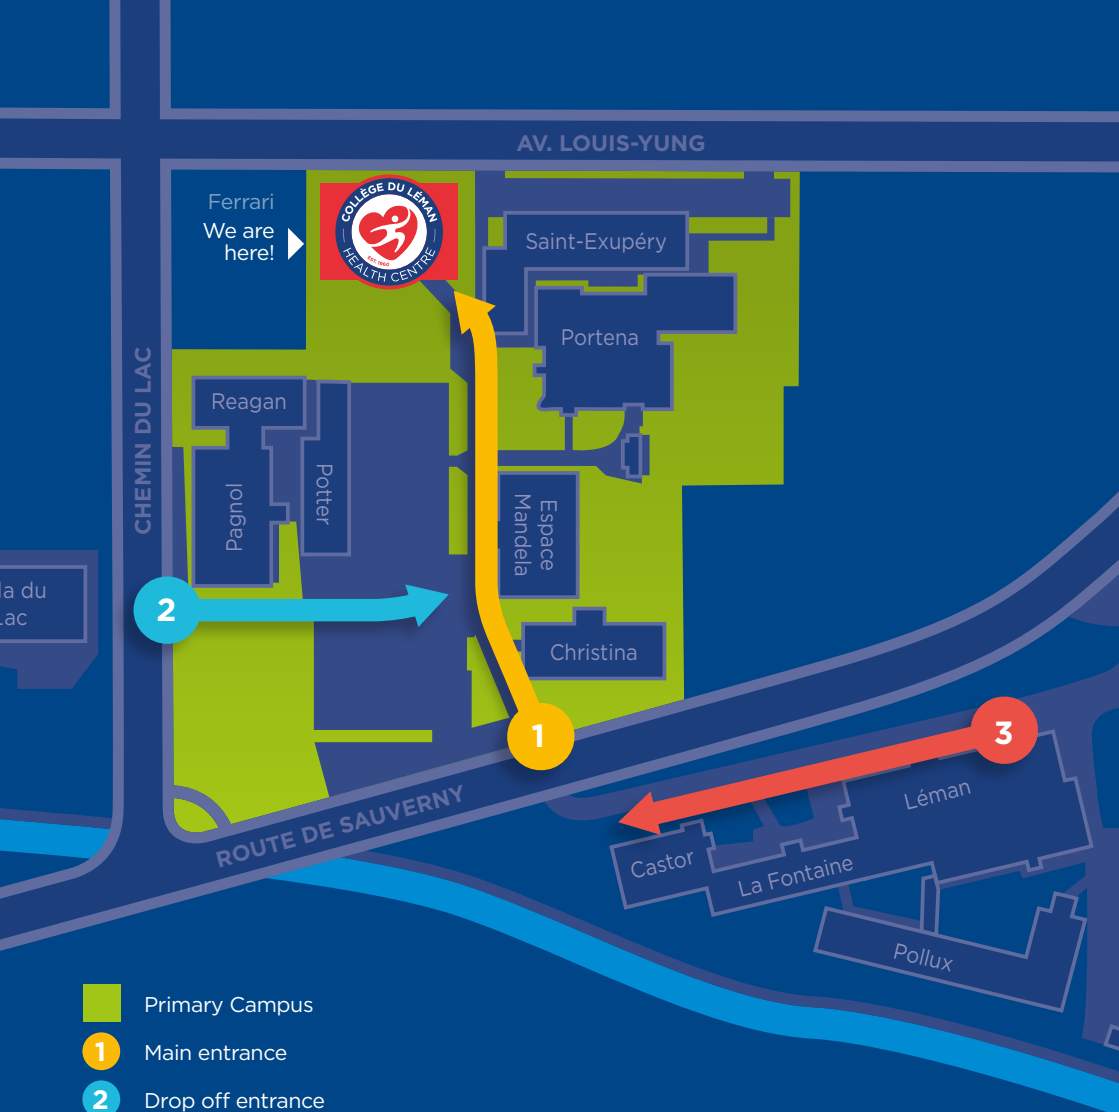 AV. LOUIS-YUNG
Ferrari
We are
here!
COLLÈGE DU LÉMAN
EST. 1960
HEALTH CENTRE
Saint-Exupéry
Portena
CHEMIN DU LAC
Reagan
Potter
Pagnol
Espace
Mandela
la du
Lac
2
Christina
1
3
Léman
ROUTE DE SAUVERNY
Castor
La Fontaine
Pollux
Primary Campus
1 Main entrance
2 Drop off entrance